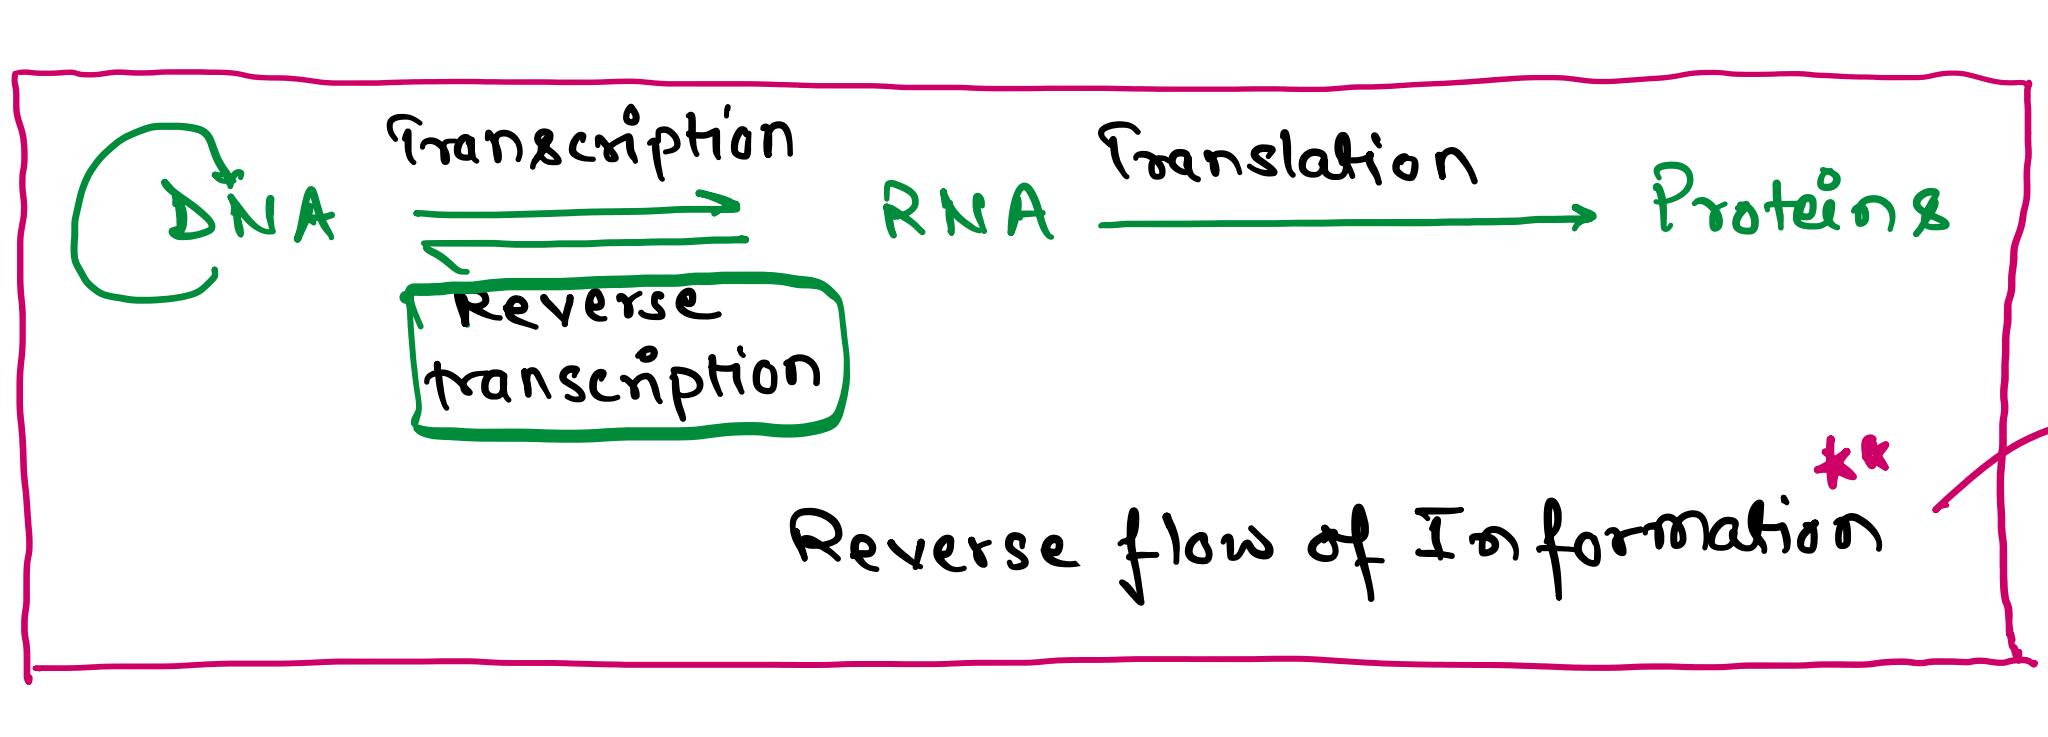 Transcription
Translation
DNA
RNA
Proteins
Reverse
transcription
**
Reverse flow of Information